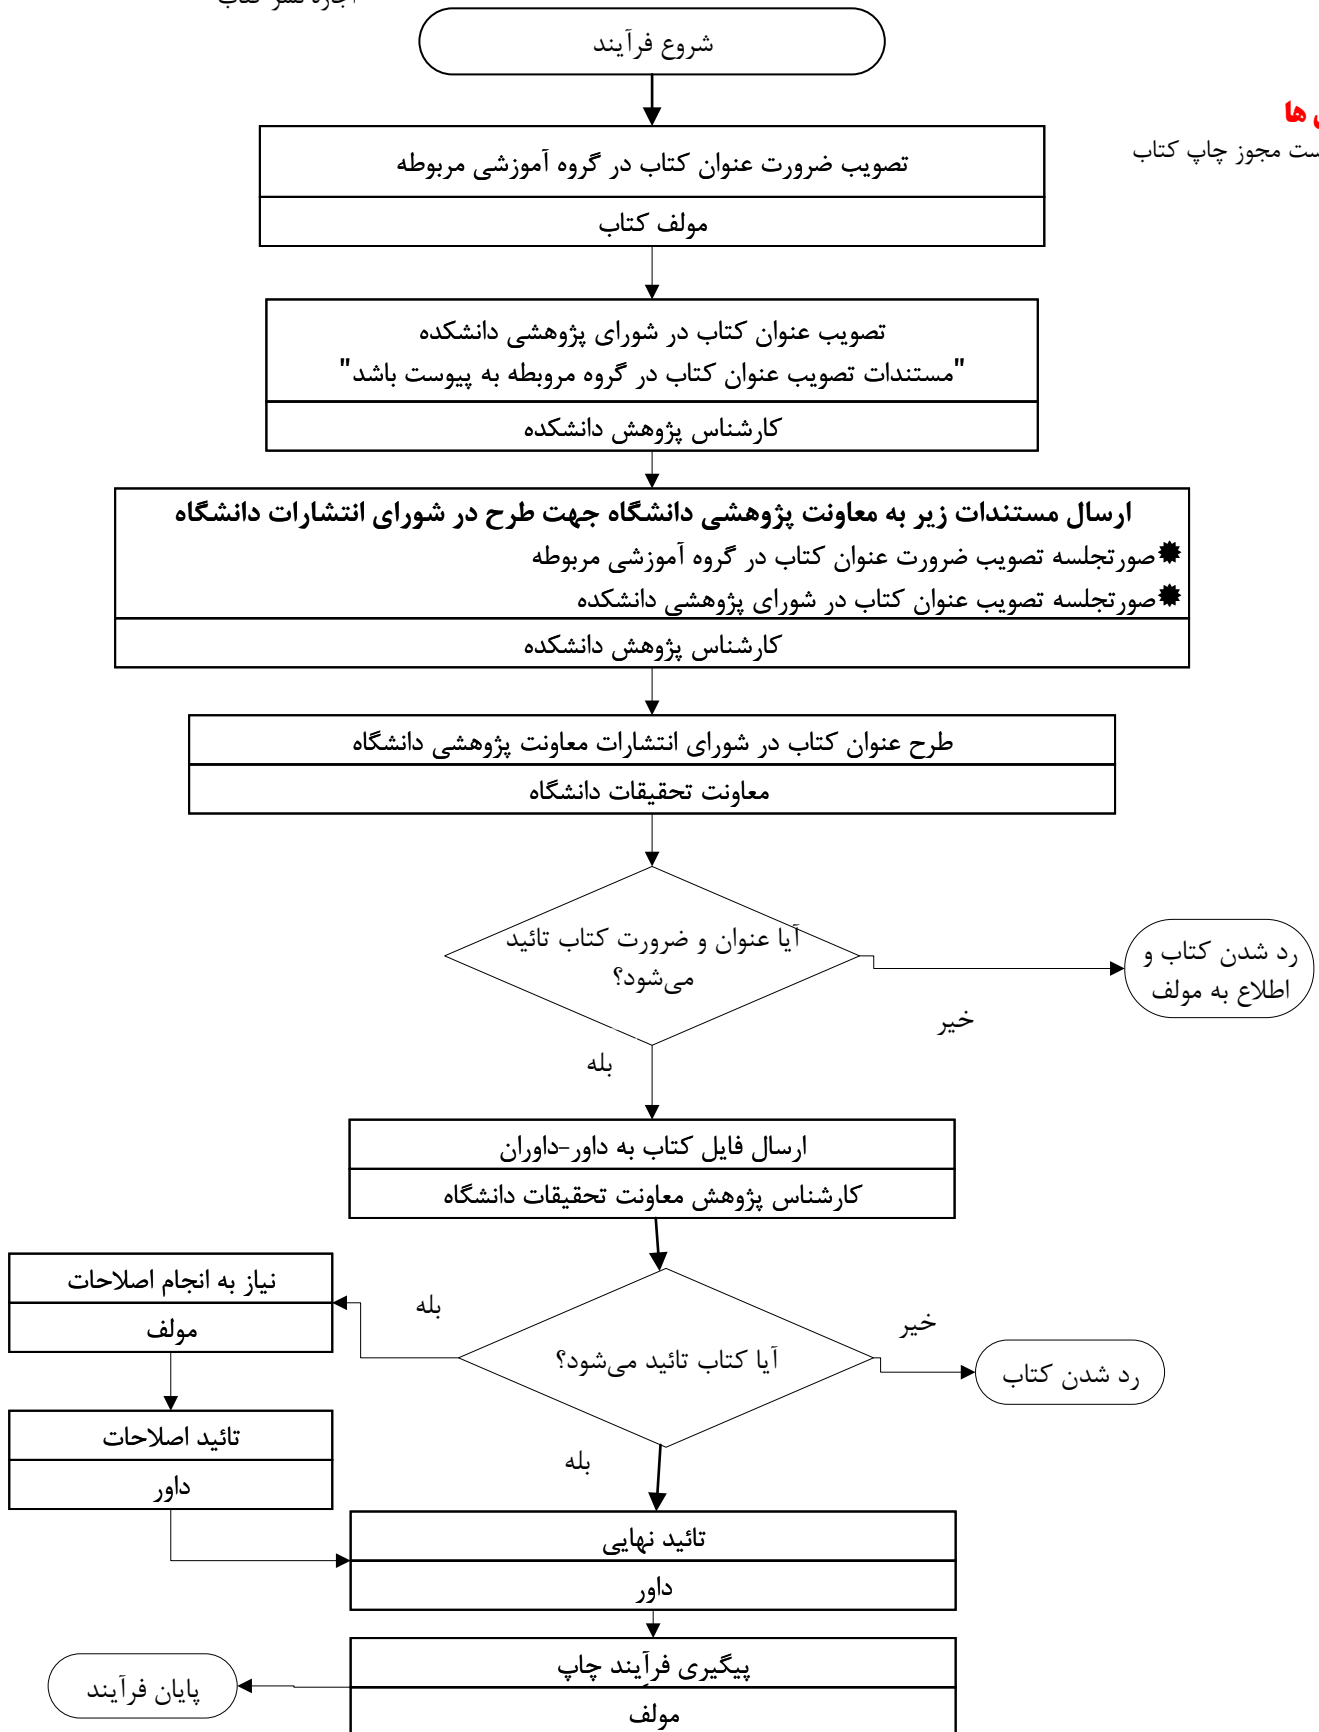 شروع فرآیند
ها
مجوز چاپ کتاب
تصویب ضرورت عنوان کتاب در گروه آموزشی مربوطه
مولف کتاب
تصویب عنوان کتاب در شورای پژوهشی دانشکده
"مستندات تصویب عنوان کتاب در گروه مروبطه به پیوست باشد"
کارشناس پژوهش دانشکده
ارسال مستندات زیر به معاونت پژوهشی دانشگاه جهت طرح در شورای انتشارات دانشگاه
صورتجلسه تصویب ضرورت عنوان کتاب در گروه آموزشی مربوطه
صورتجلسه تصویب عنوان کتاب در شورای پژوهشی دانشکده
کارشناس پژوهش دانشکده
طرح عنوان کتاب در شورای انتشارات معاونت پژوهشی دانشگاه
معاونت تحقیقات دانشگاه
آیا عنوان و ضرورت کتاب تائید
می‌شود؟
رد شدن کتاب و
اطلاع به مولف
خیر
بله
ارسال فایل کتاب به داور-داوران
کارشناس پژوهش معاونت تحقیقات دانشگاه
نیاز به انجام اصلاحات
مولف
بله
خیر
آیا کتاب تائید می‌شود؟
رد شدن کتاب
تائید اصلاحات
داور
بله
تائید نهایی
داور
پیگیری فرآیند چاپ
مولف
پایان فرآیند